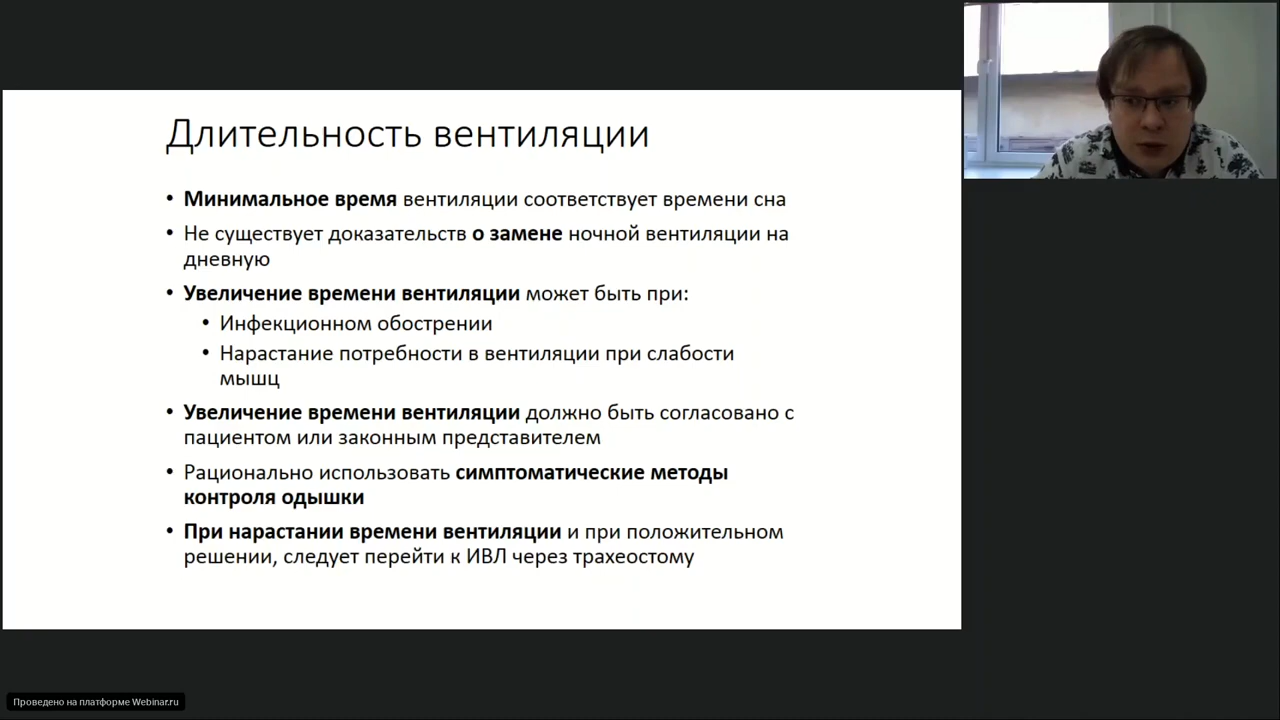 Длительность вентиляции
• Минимальное время вентиляции соответствует времени сна
• Не существует доказательств о замене ночной вентиляции на
дневную
• Увеличение времени вентиляции может быть при:
• Инфекционном обострении
• Нарастание потребности в вентиляции при слабости
мышц
• Увеличение времени вентиляции должно быть согласовано с
пациентом или законным представителем
• Рационально использовать симптоматические методы
контроля одышки
• При нарастании времени вентиляции и при положительном
решении, следует перейти к ИВЛ через трахеостому
Проведено на платформе Webinar.ru